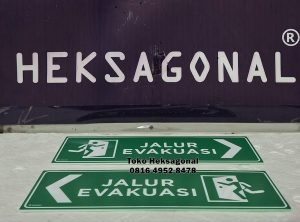 HEKSAGONAL®
JALUR
EVAKUASI
Toko Heksagonal
0816 4952 8478
JALUR
EVAKUASI